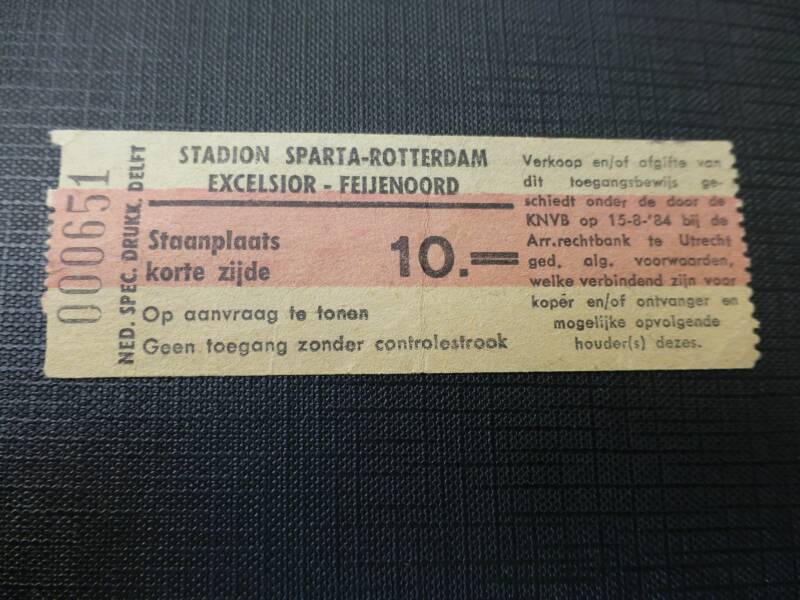 000651
NED. SPEC. DRUKK. DELFT
STADION SPARTA-ROTTERDAM
EXCELSIOR - FEIJENOORD
Staanplaats
korte zijde
10.=
Op aanvraag te tonen
Geen toegang zonder controlestrook
Verkoop en/of afgifte van
dit toegangsbewijs ge-
schiedt onder de door de
KNVB op 15-8-'84 bij de
Arr.rechtbank te Utrecht
ged. alg. voorwaarden,
welke verbindend zijn voor
kopér en/of ontvanger en
mogelijke opvolgende
houder(s) dezes.